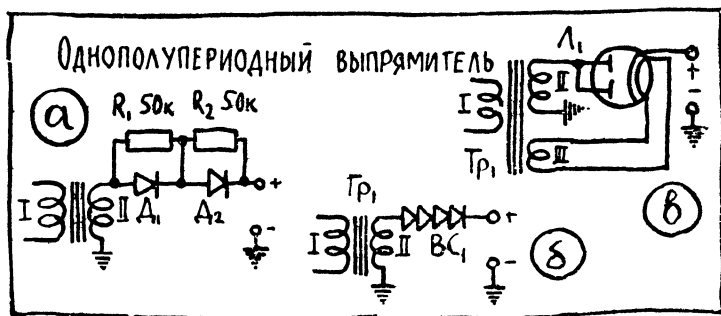 Однополупериодный выпрямитель
а
R₁ 50к R₂ 50к
I II Д₁ Д₂ + -
Тр₁
I II ВС₁ + -
б
Л₁
I II + -
Тр₁ III
в